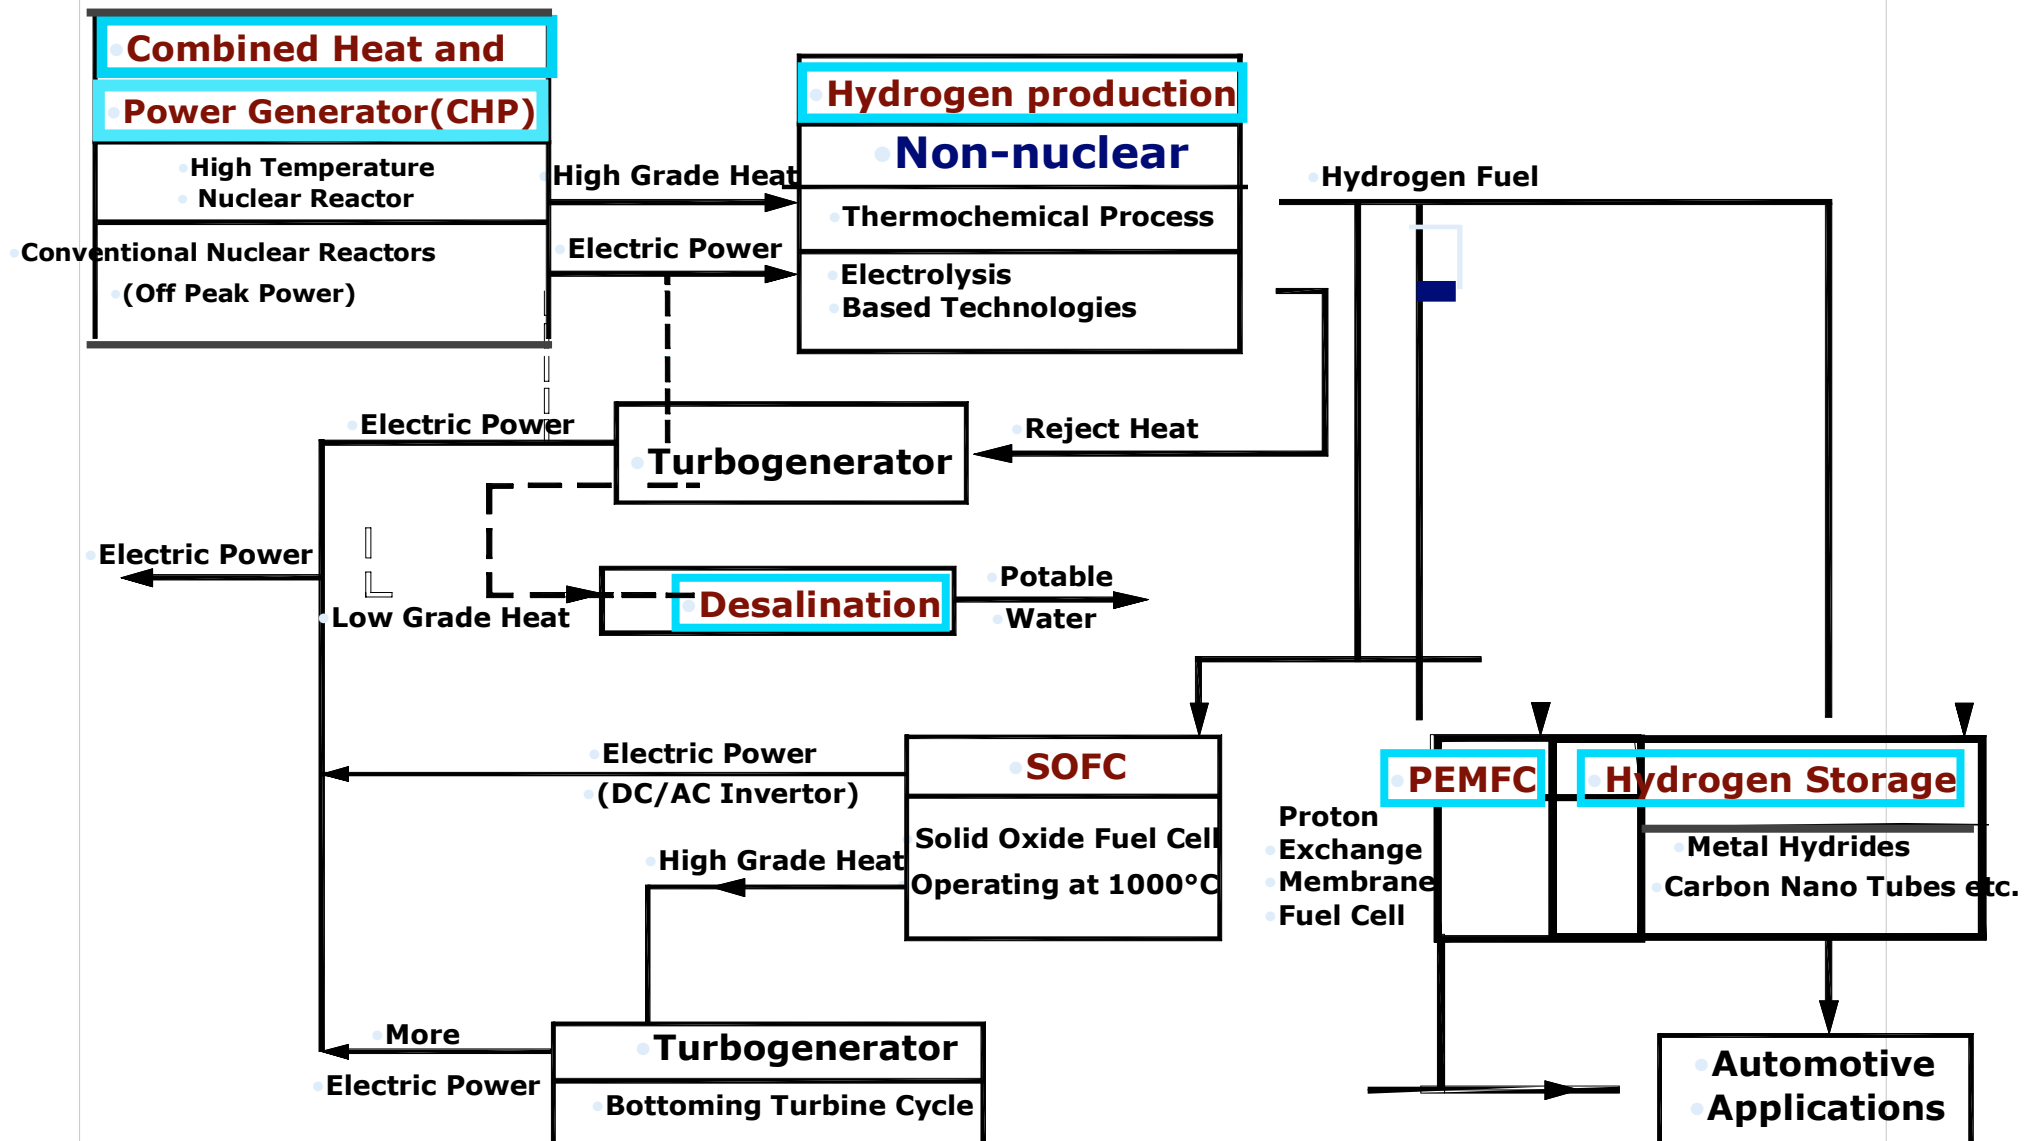 Combined Heat and
Power Generator(CHP)
High Temperature
Nuclear Reactor
Conventional Nuclear Reactors
(Off Peak Power)
High Grade Heat
Electric Power
Hydrogen production
Non-nuclear
Thermochemical Process
Electrolysis
Based Technologies
Hydrogen Fuel
Electric Power
Turbogenerator
Reject Heat
Electric Power
Low Grade Heat
Desalination
Potable
Water
Electric Power
(DC/AC Invertor)
High Grade Heat
SOFC
Solid Oxide Fuel Cell
Operating at 1000°C
PEMFC
Proton
Exchange
Membrane
Fuel Cell
Hydrogen Storage
Metal Hydrides
Carbon Nano Tubes etc.
More
Electric Power
Turbogenerator
Bottoming Turbine Cycle
Automotive
Applications